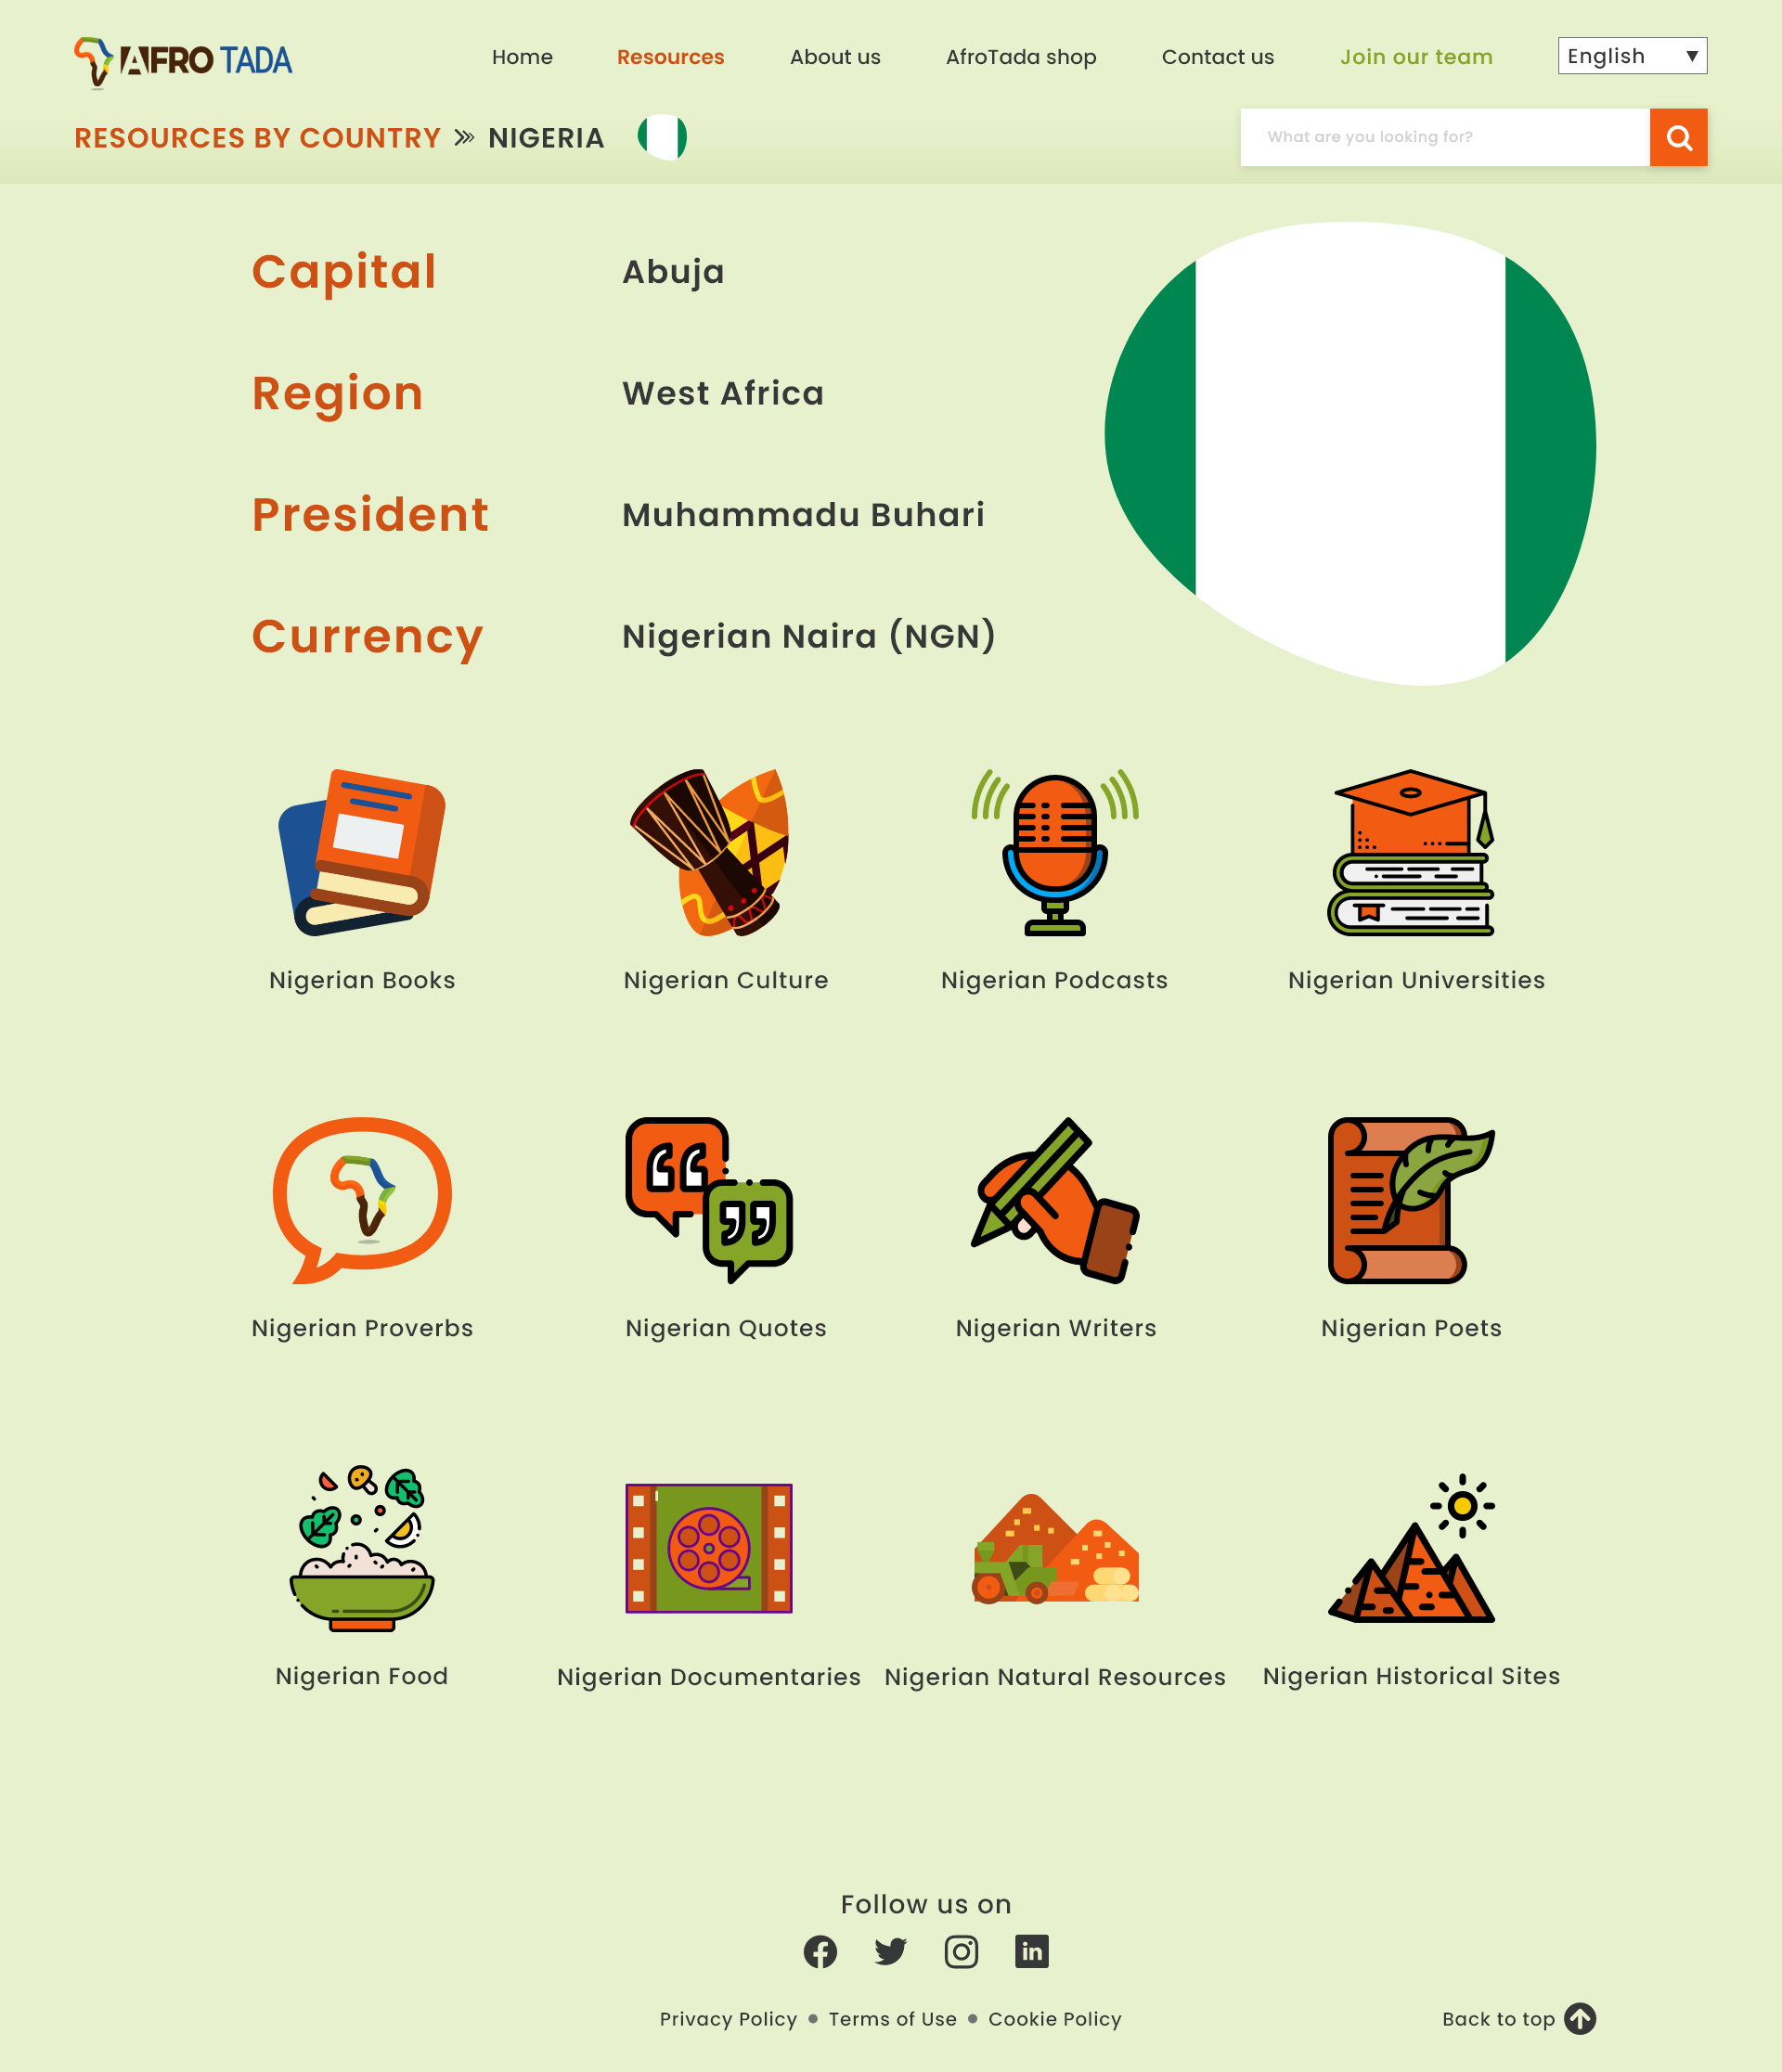 AFRO TADA
Home Resources About us AfroTada shop Contact us Join our team English
RESOURCES BY COUNTRY NIGERIA
What are you looking for?
Capital Abuja
Region West Africa
President Muhammadu Buhari
Currency Nigerian Naira (NGN)
Nigerian Books Nigerian Culture Nigerian Podcasts Nigerian Universities
Nigerian Proverbs Nigerian Quotes Nigerian Writers Nigerian Poets
Nigerian Food Nigerian Documentaries Nigerian Natural Resources Nigerian Historical Sites
Follow us on
Privacy Policy • Terms of Use • Cookie Policy Back to top